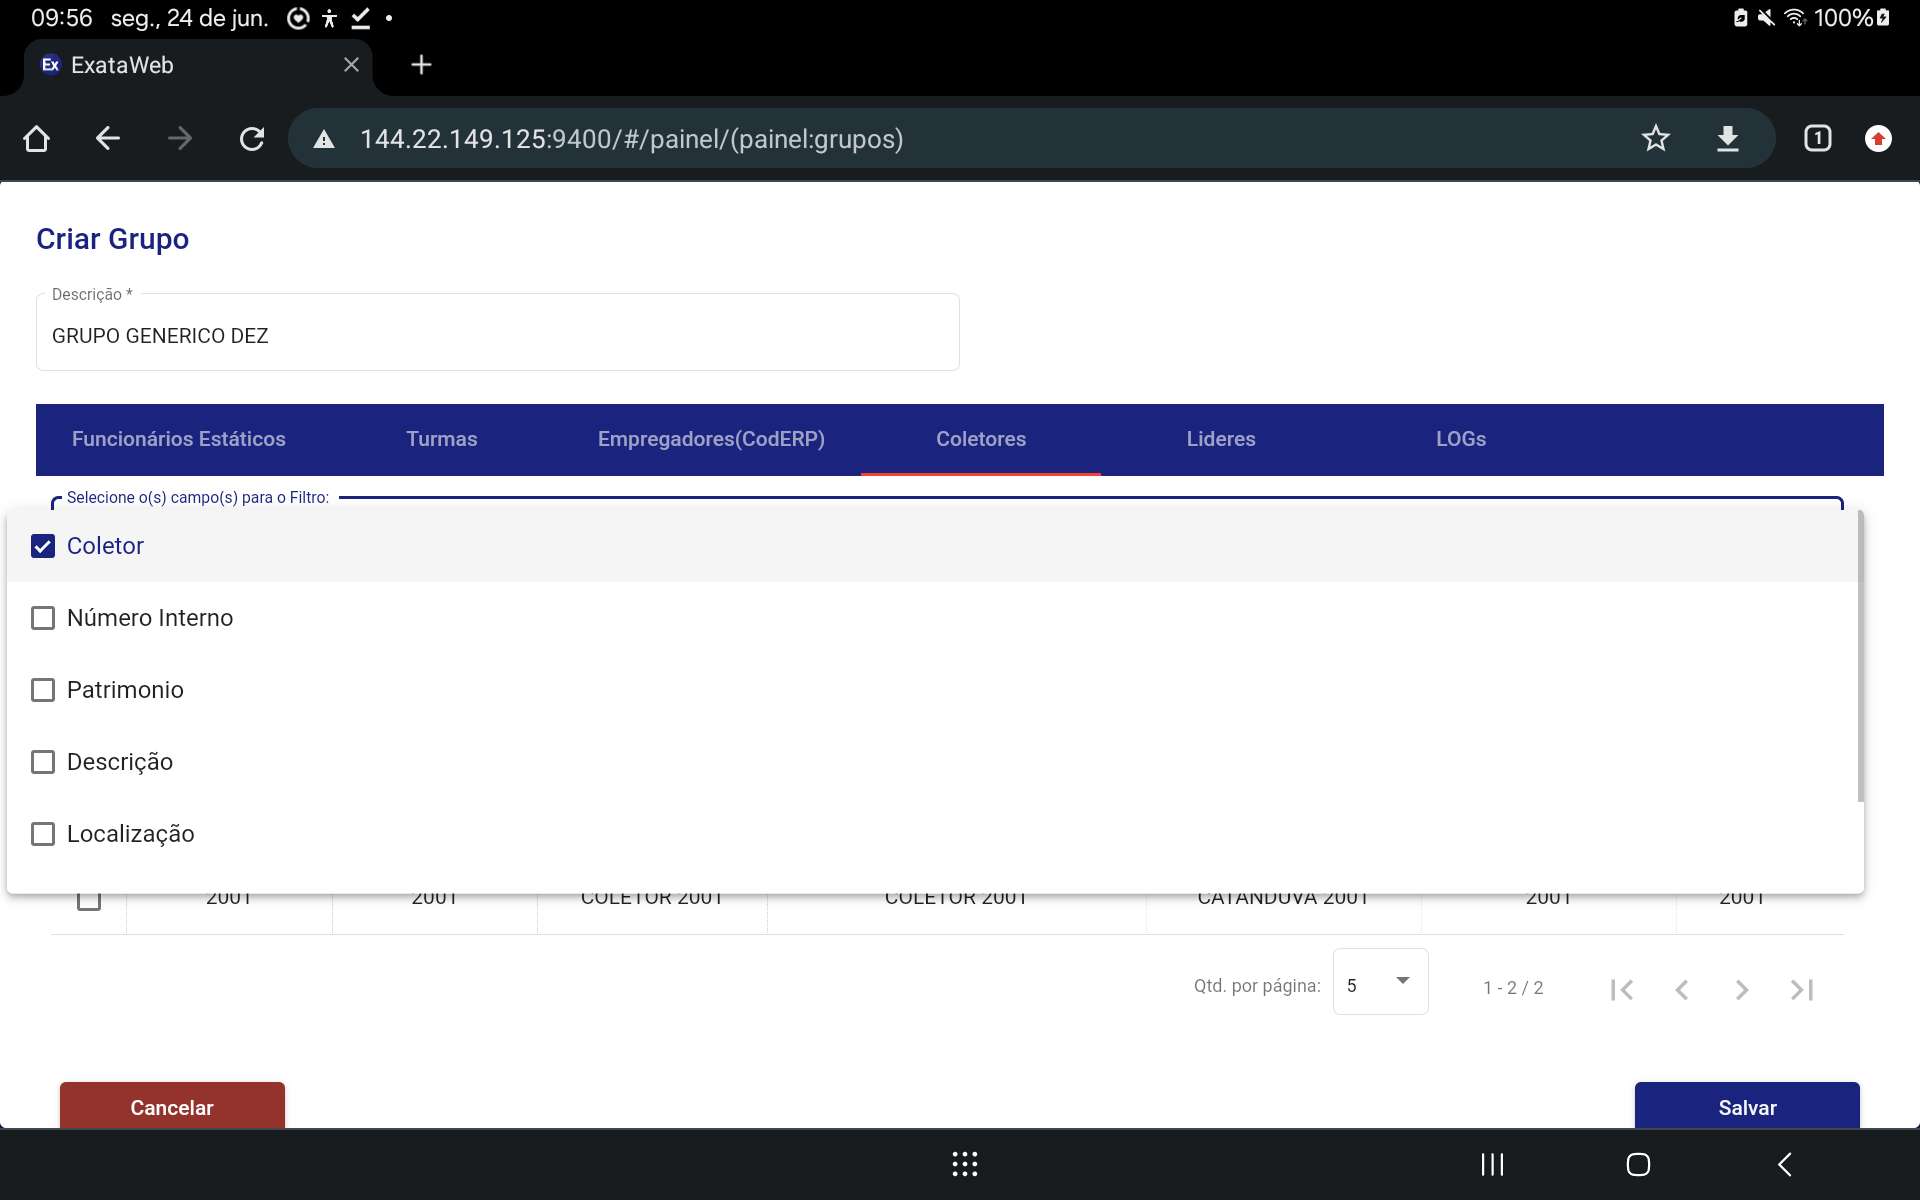 09:56 seg., 24 de jun. 100%
Ex ExataWeb
144.22.149.125:9400/#/painel/(painel:grupos) 1
Criar Grupo
Descrição *
GRUPO GENERICO DEZ
Funcionários Estáticos Turmas Empregadores(CodERP) Coletores Lideres LOGs
Selecione o(s) campo(s) para o Filtro:
Coletor
Número Interno
Patrimonio
Descrição
Localização
2001 2001 COLETOR 2001 COLETOR 2001 CATANDUVA 2001 2001 2001
Qtd. por página: 5 1 - 2 / 2
Cancelar Salvar